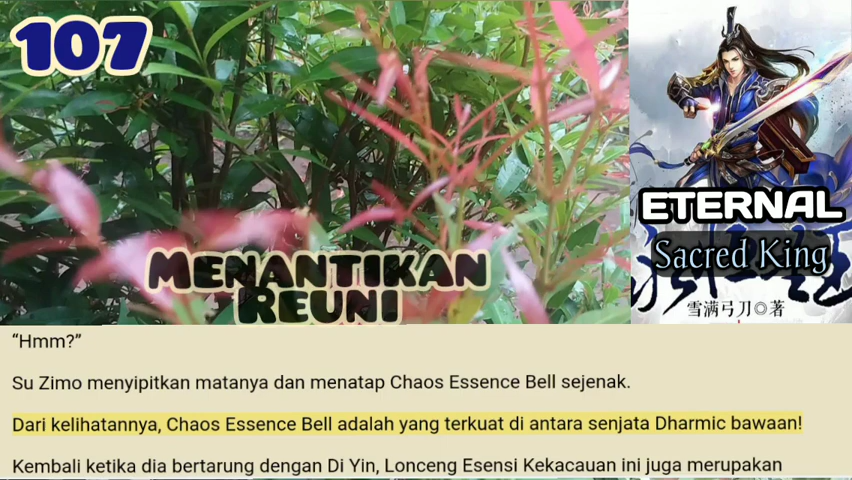 107
MENANTIKAN
REUNI
ETERNAL
Sacred King
雪满弓刀◎著
“Hmm?”
Su Zimo menyipitkan matanya dan menatap Chaos Essence Bell sejenak.
Dari kelihatannya, Chaos Essence Bell adalah yang terkuat di antara senjata Dharmic bawaan!
Kembali ketika dia bertarung dengan Di Yin, Lonceng Esensi Kekacauan ini juga merupakan